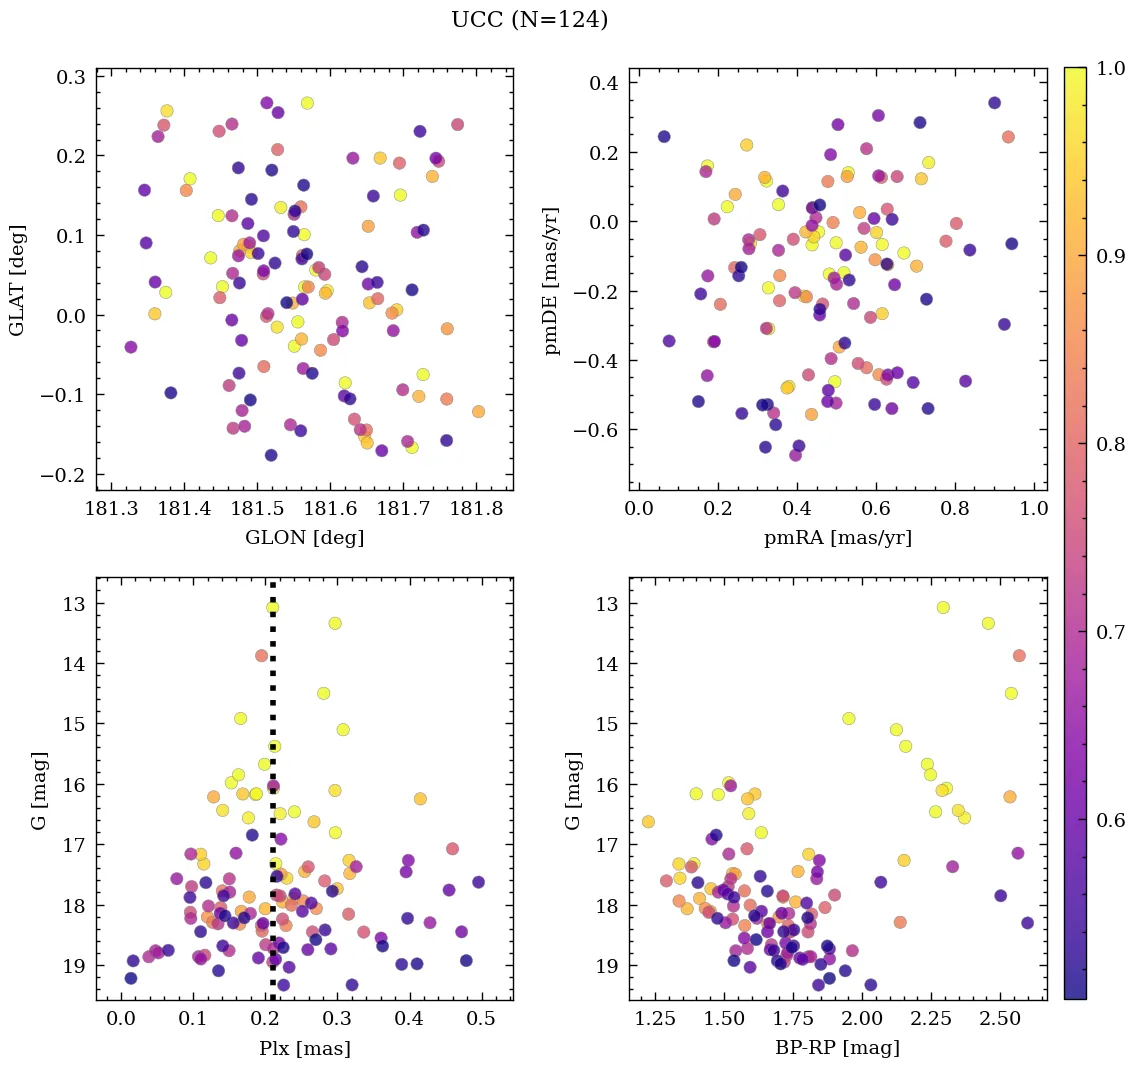 UCC (N=124)
0.3
0.2
0.1
0.0
−0.1
−0.2
GLAT [deg]
181.3 181.4 181.5 181.6 181.7 181.8
GLON [deg]
0.4
0.2
0.0
−0.2
−0.4
−0.6
pmDE [mas/yr]
0.0 0.2 0.4 0.6 0.8 1.0
pmRA [mas/yr]
13
14
15
16
17
18
19
G [mag]
0.0 0.1 0.2 0.3 0.4 0.5
Plx [mas]
13
14
15
16
17
18
19
G [mag]
1.25 1.50 1.75 2.00 2.25 2.50
BP-RP [mag]
1.0
0.9
0.8
0.7
0.6